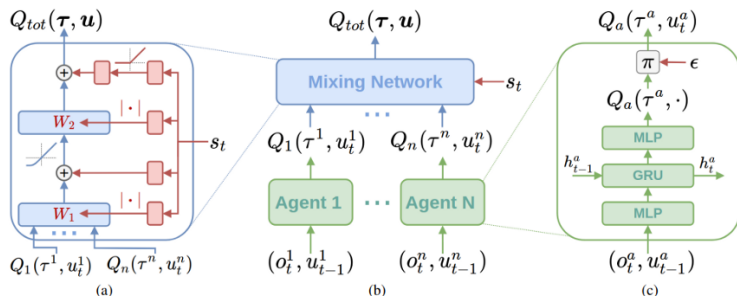 Q_tot(τ, u)
W_2
|·|
s_t
W_1
|·|
Q_1(τ^1, u_t^1)
...
Q_n(τ^n, u_t^n)
(a)
Q_tot(τ, u)
Mixing Network
s_t
Q_1(τ^1, u_t^1)
...
Q_n(τ^n, u_t^n)
Agent 1
...
Agent N
(o_t^1, u_{t-1}^1)
(o_t^n, u_{t-1}^n)
(b)
Q_a(τ^a, u_t^a)
π
ϵ
Q_a(τ^a, ·)
MLP
h_{t-1}^a
GRU
h_t^a
MLP
(o_t^a, u_{t-1}^a)
(c)